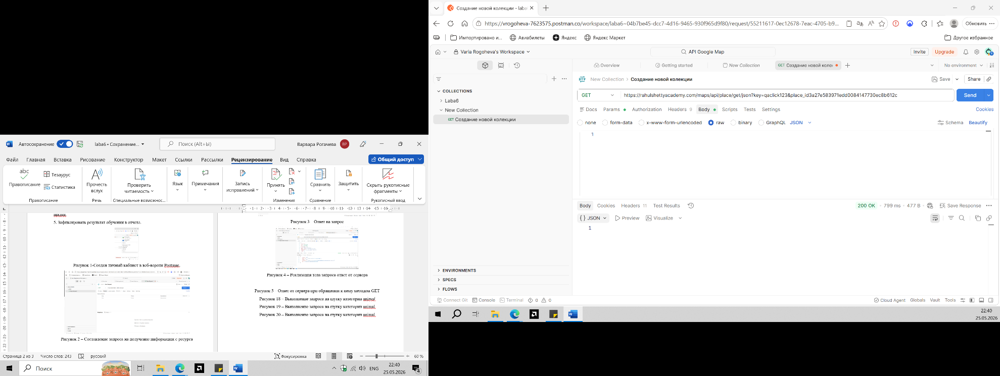 Автосохранение
laba6 • Сохранение...
Поиск (Alt+Ы)
Варвара Рогачева
ВР
Файл Главная Вставка Рисование Конструктор Макет Ссылки Рассылки Рецензирование Вид Справка
Общий доступ
abc
Правописание
Тезаурус
Статистика
Правописание
Прочесть вслух
Речь
Проверить читаемость
Специальные возможнос...
Язык
Примечания
Запись исправлений
Принять
Изменения
Сравнить
Сравнение
Защитить
Скрыть рукописные фрагменты
Рукописный ввод
5. Зафиксировать результат обучения в отчете.
Рисунок 1-Создан личный кабинет в веб-версии Postman.
Рисунок 2 – Составление запроса на получение информации с ресурса
Рисунок 3 – Ответ на запрос
Рисунок 4 – Реализация тела запроса ответ от сервера
Рисунок 5 – Ответ от сервера при обращении к нему методом GET
Рисунок 18 – Выполнение запроса на шутку категории animal.
Рисунок 19 – Выполнение запроса на шутку категории animal.
Рисунок 20 – Выполнение запроса на шутку категории animal.
Страница 2 из 3 Число слов: 243 русский
Фокусировка
60 %
Поиск
ENG
22:40
25.05.2026
4
Создание новой колекции - laba
https://vrogoheva-7623575.postman.co/workspace/laba6~04b7be45-dcc7-4d16-9465-930f965d9f80/request/55211617-0ec12678-7eac-4705-b9...
Обновить
Импортировано и...
Авиабилеты
Яндекс
Яндекс Маркет
Другое избранное
Varia Rogoheva's Workspace
API Google Map
Invite
Upgrade
Overview
Getting started
New Collection
GET Создание новой колек
No environment
COLLECTIONS
Laba6
New Collection
GET Создание новой колекции
ENVIRONMENTS
SPECS
FLOWS
HTTP New Collection > Создание новой колекции
Save
Share
GET
https://rahulshettyacademy.com/maps/api/place/get/json?key=qaclick123&place_id3a27e583971edd0084147730ec8b612c
Send
Docs Params Authorization Headers 9 Body Scripts Tests Settings
Cookies
none form-data x-www-form-urlencoded raw binary GraphQL JSON
Schema Beautify
1
Body Cookies Headers 11 Test Results
200 OK • 799 ms • 477 B
Save Response
{ } JSON Preview Visualize
1
Connect Git Console Terminal 0 0
Cloud Agent Globals Vault Tools
22:40
25.05.2026